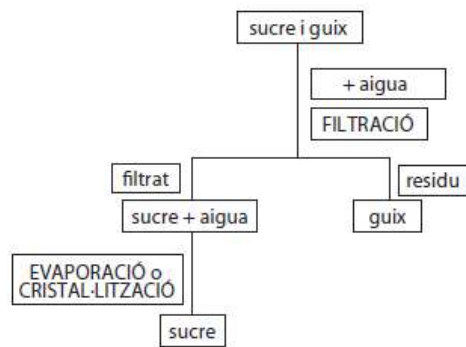 sucre i guix
+ aigua
FILTRACIÓ
filtrat
residu
sucre + aigua
guix
EVAPORACIÓ o
CRISTAL·LITZACIÓ
sucre